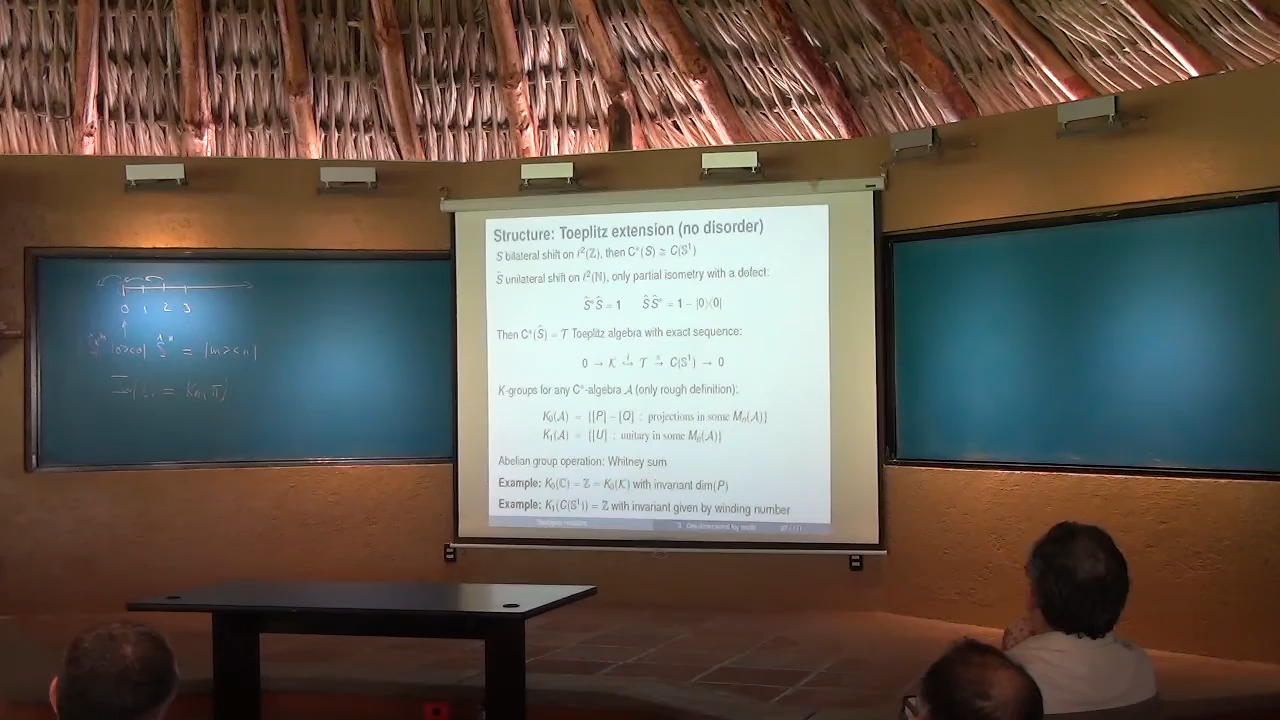 0 1 2 3
|0><0| Ŝⁿ = |m><n|
Structure: Toeplitz extension (no disorder)
S bilateral shift on ℓ²(ℤ), then C*(S) ≅ C(𝕊¹)
Ŝ unilateral shift on ℓ²(ℕ), only partial isometry with a defect:
Ŝ*Ŝ = 1 Ŝ Ŝ* = 1 − |0⟩⟨0|
Then C*(Ŝ) = 𝒯 Toeplitz algebra with exact sequence:
0 → 𝒦 ↪ 𝒯 → C(𝕊¹) → 0
K-groups for any C*-algebra 𝒜 (only rough definition):
K₀(𝒜) = {[P] − [Q] : projections in some Mₙ(𝒜)}
K₁(𝒜) = {[U] : unitary in some Mₙ(𝒜)}
Abelian group operation: Whitney sum
Example: K₀(ℂ) = ℤ = K₀(𝒦) with invariant dim(P)
Example: K₁(C(𝕊¹)) = ℤ with invariant given by winding number